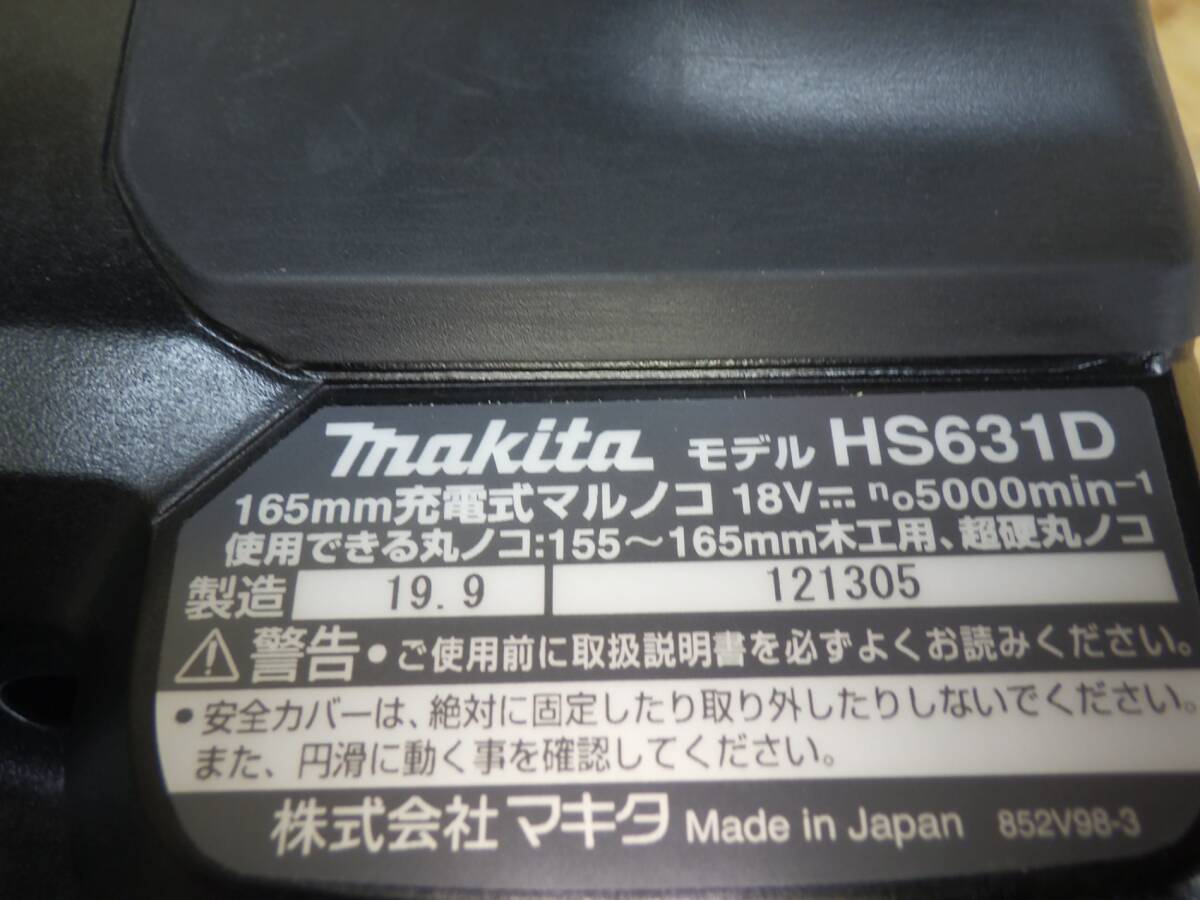 makita モデル HS631D
165mm充電式マルノコ 18V⎓ no5000min-1
使用できる丸ノコ:155～165mm木工用、超硬丸ノコ
製造 19.9 121305
⚠警告 •ご使用前に取扱説明書を必ずよくお読みください。
•安全カバーは、絶対に固定したり取り外したりしないでください。
また、円滑に動く事を確認してください。
株式会社マキタ Made in Japan 852V98-3